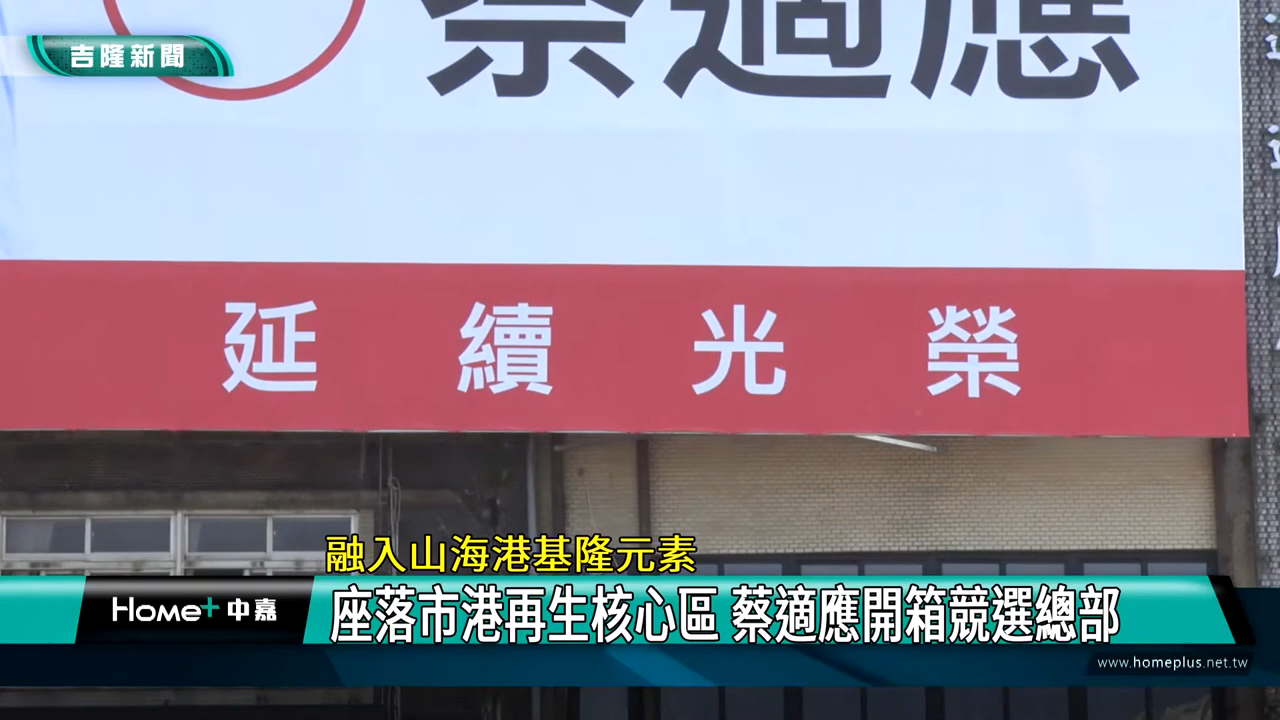 吉隆新聞
蔡適應
延續光榮
融入山海港基隆元素
Home+中嘉
座落市港再生核心區 蔡適應開箱競選總部
www.homeplus.net.tw